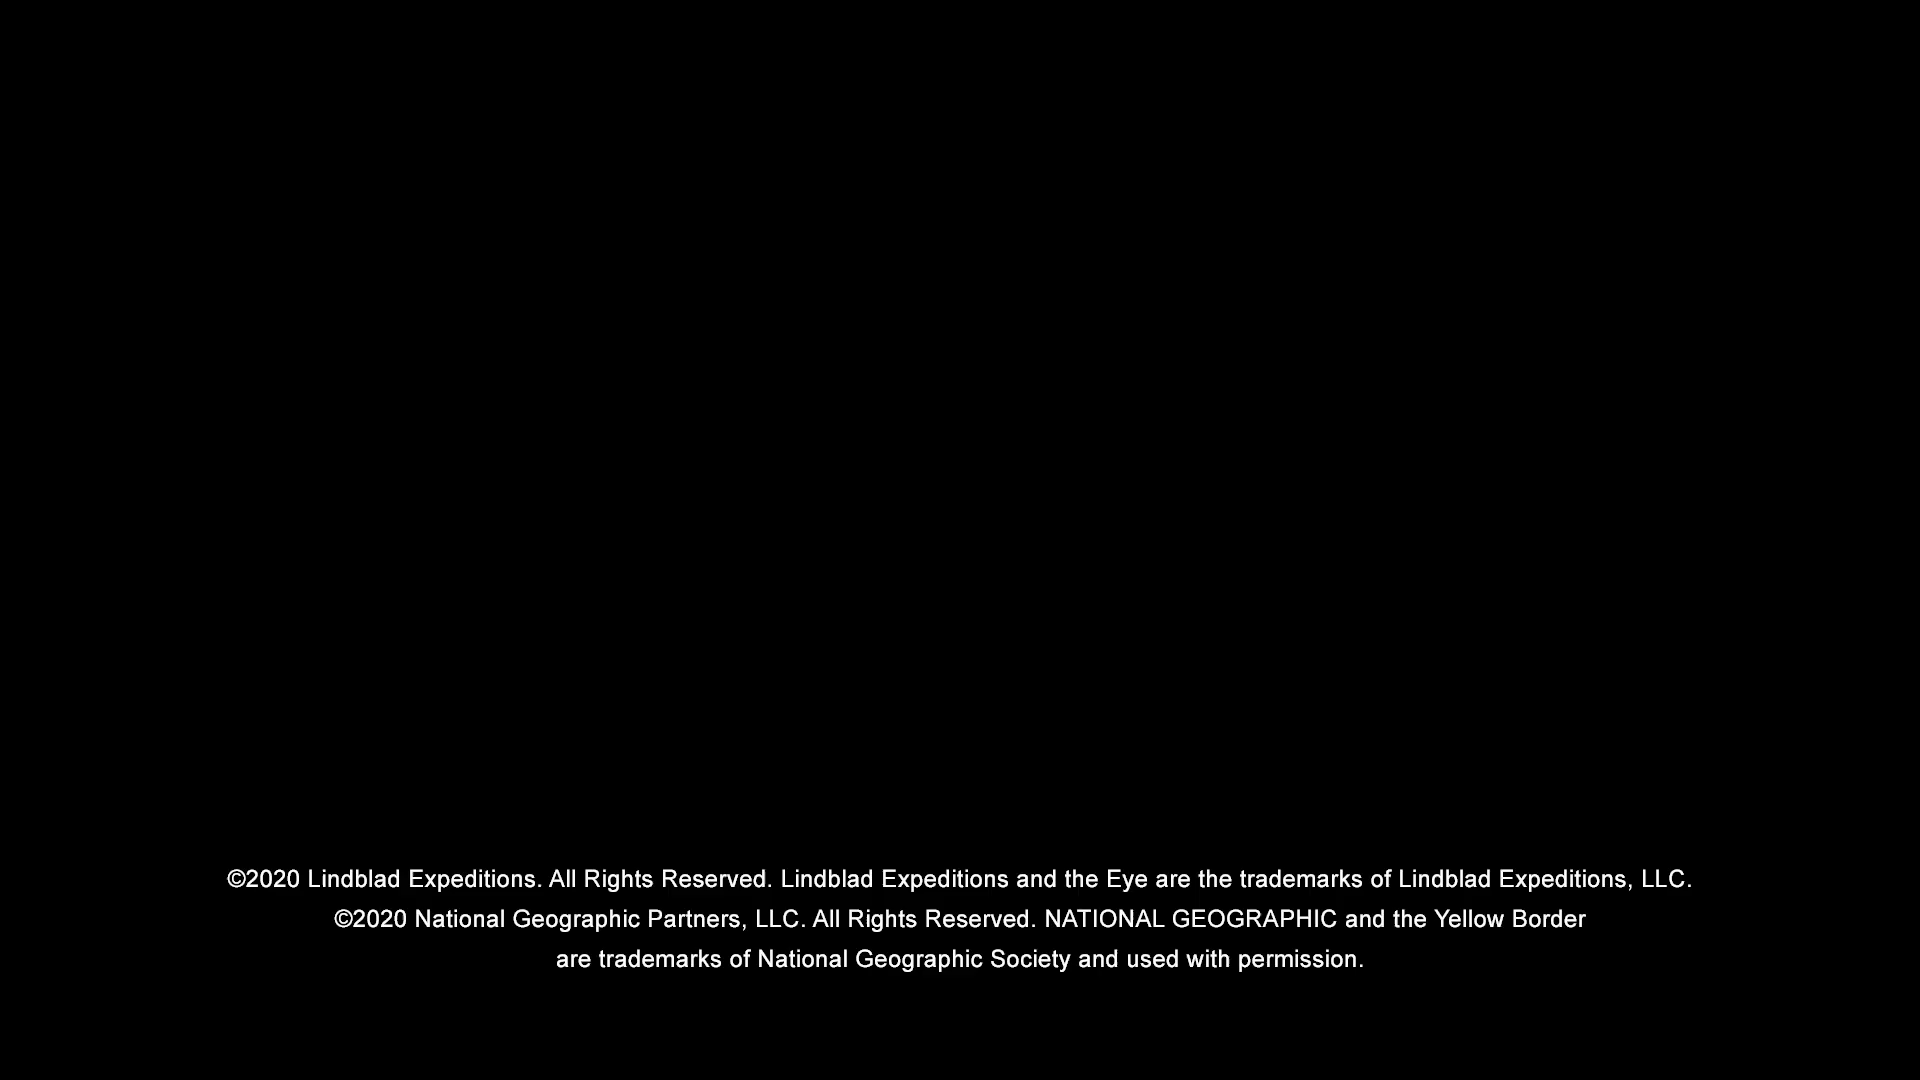 ©2020 Lindblad Expeditions. All Rights Reserved. Lindblad Expeditions and the Eye are the trademarks of Lindblad Expeditions, LLC.
©2020 National Geographic Partners, LLC. All Rights Reserved. NATIONAL GEOGRAPHIC and the Yellow Border
are trademarks of National Geographic Society and used with permission.